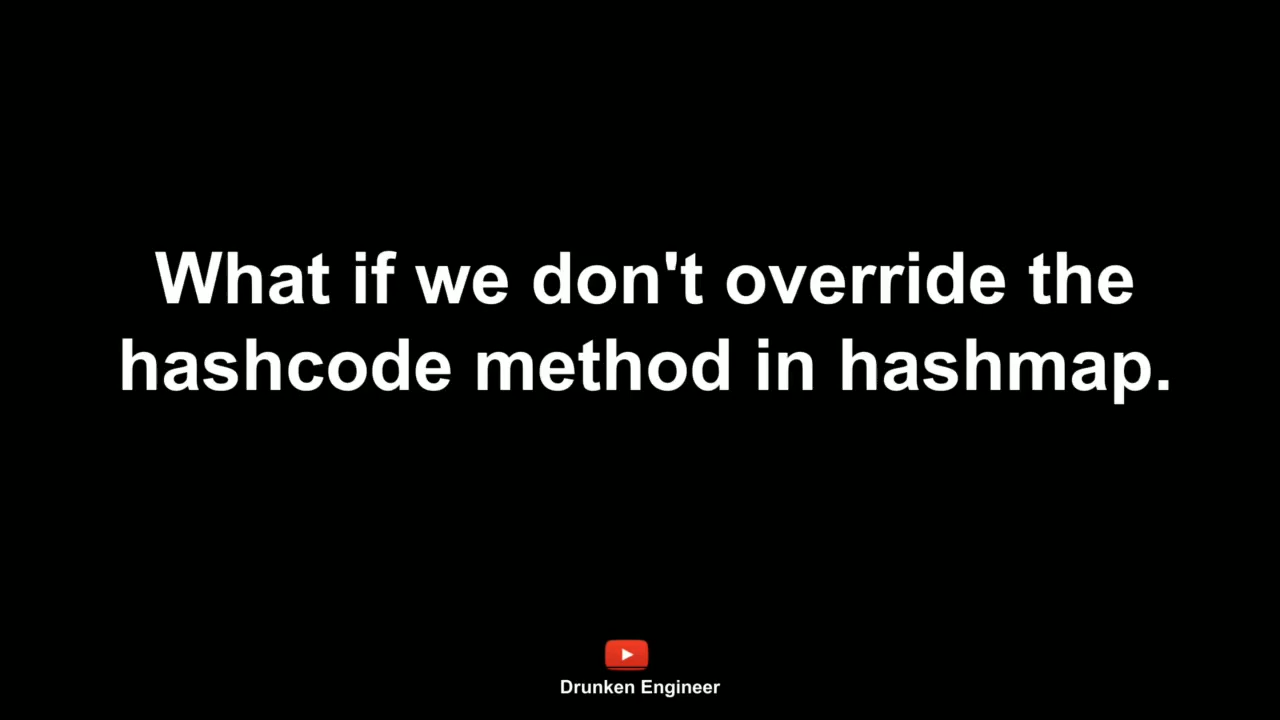 What if we don't override the
hashcode method in hashmap.
Drunken Engineer